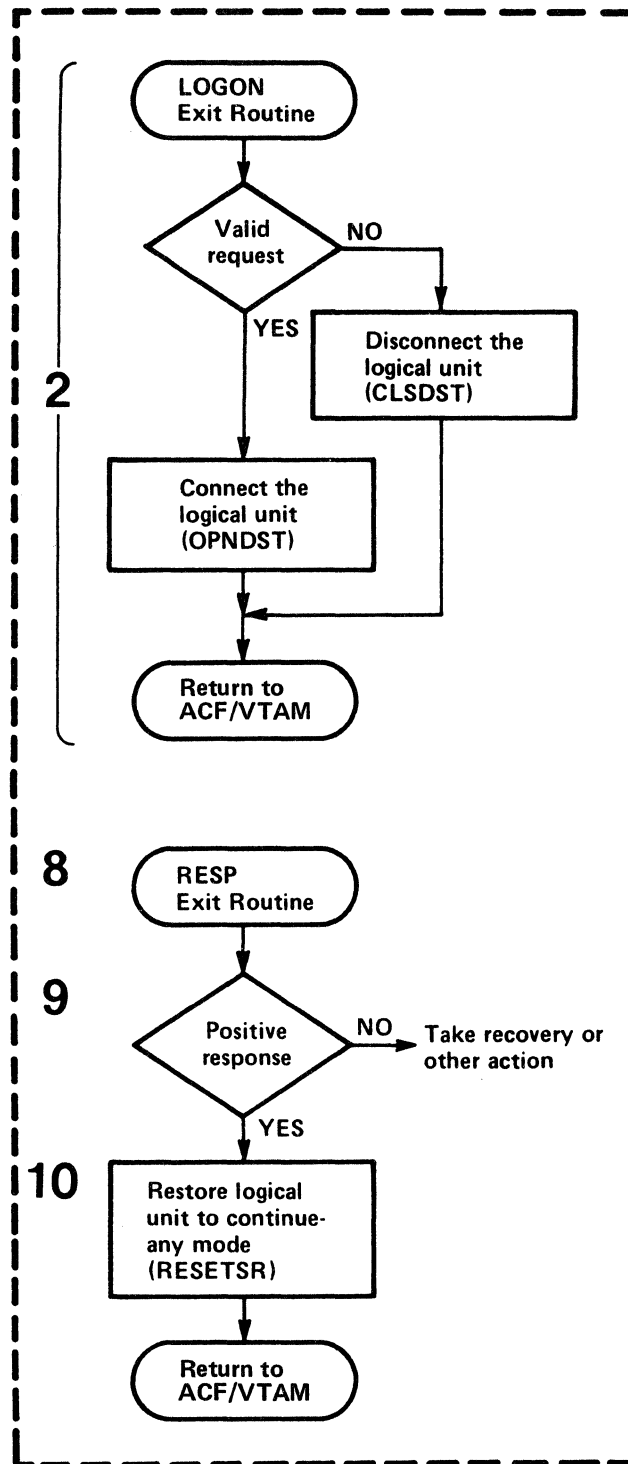 LOGON
Exit Routine
Valid
request
NO
YES
Disconnect the
logical unit
(CLSDST)
2
Connect the
logical unit
(OPNDST)
Return to
ACF/VTAM
8
RESP
Exit Routine
9
Positive
response
NO
Take recovery or
other action
YES
10
Restore logical
unit to continue-
any mode
(RESETSR)
Return to
ACF/VTAM